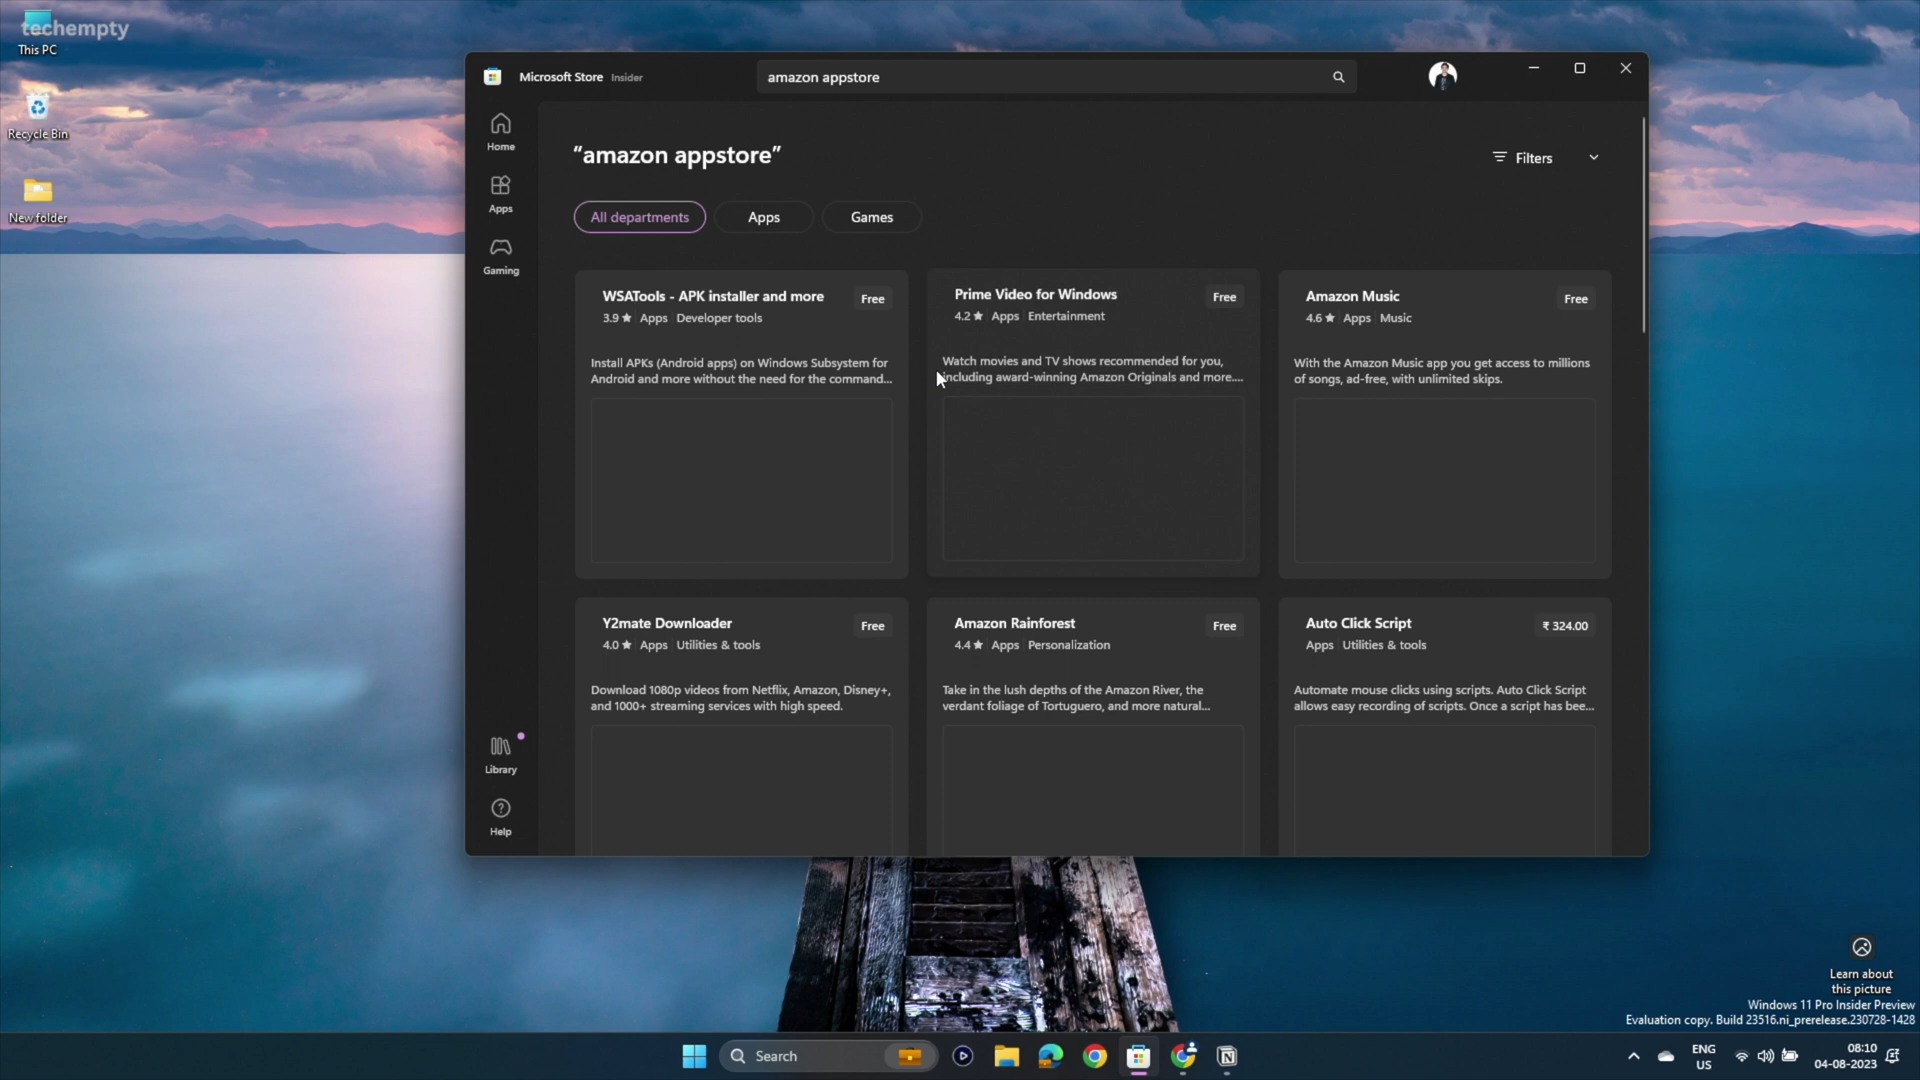 techempty
This PC
Recycle Bin
New folder
Microsoft Store Insider
amazon appstore
Home
Apps
Gaming
Library
Help
“amazon appstore”
Filters
All departments
Apps
Games
WSATools - APK installer and more
Free
3.9 ★ Apps Developer tools
Install APKs (Android apps) on Windows Subsystem for
Android and more without the need for the command...
Prime Video for Windows
Free
4.2 ★ Apps Entertainment
Watch movies and TV shows recommended for you,
including award-winning Amazon Originals and more....
Amazon Music
Free
4.6 ★ Apps Music
With the Amazon Music app you get access to millions
of songs, ad-free, with unlimited skips.
Y2mate Downloader
Free
4.0 ★ Apps Utilities & tools
Download 1080p videos from Netflix, Amazon, Disney+,
and 1000+ streaming services with high speed.
Amazon Rainforest
Free
4.4 ★ Apps Personalization
Take in the lush depths of the Amazon River, the
verdant foliage of Tortuguero, and more natural...
Auto Click Script
₹ 324.00
Apps Utilities & tools
Automate mouse clicks using scripts. Auto Click Script
allows easy recording of scripts. Once a script has bee...
Learn about
this picture
Windows 11 Pro Insider Preview
Evaluation copy. Build 23516.ni_prerelease.230728-1428
Search
ENG
US
08:10
04-08-2023